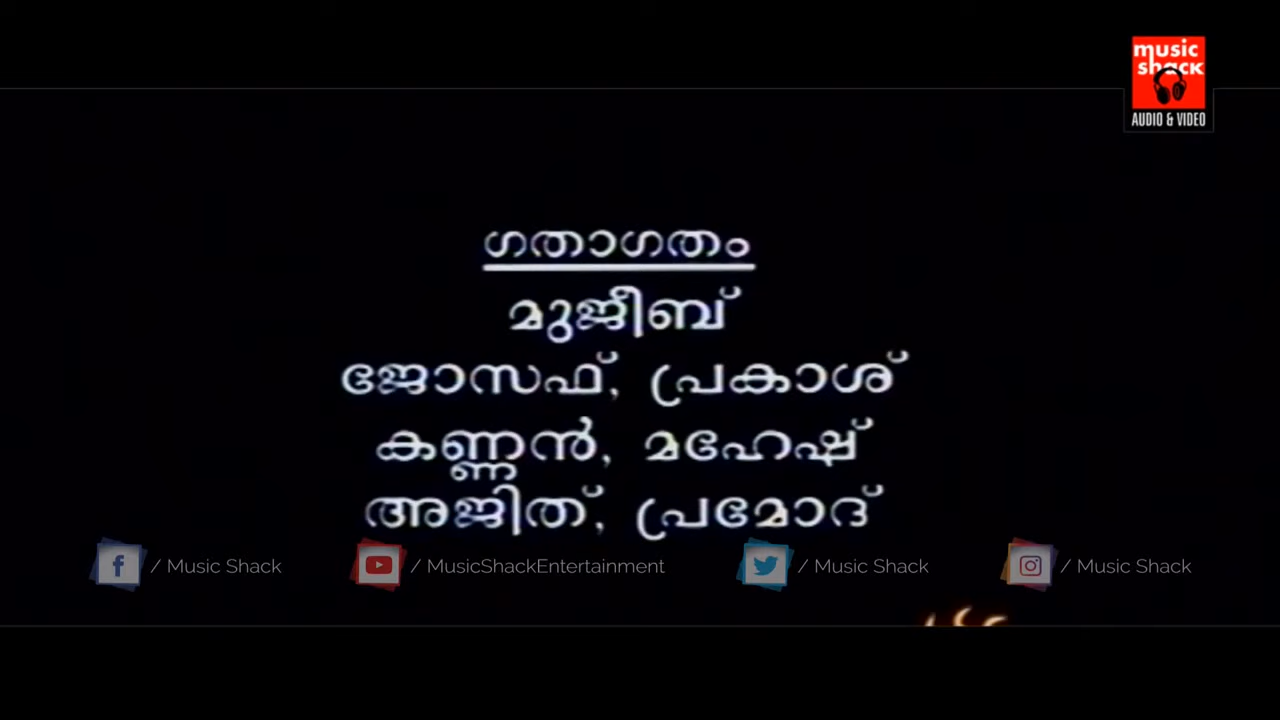 music
shack
AUDIO & VIDEO
ഗതാഗതം
മുജീബ്
ജോസഫ്, പ്രകാശ്
കണ്ണൻ, മഹേഷ്
അജിത്, പ്രമോദ്
/ Music Shack / MusicShackEntertainment / Music Shack / Music Shack